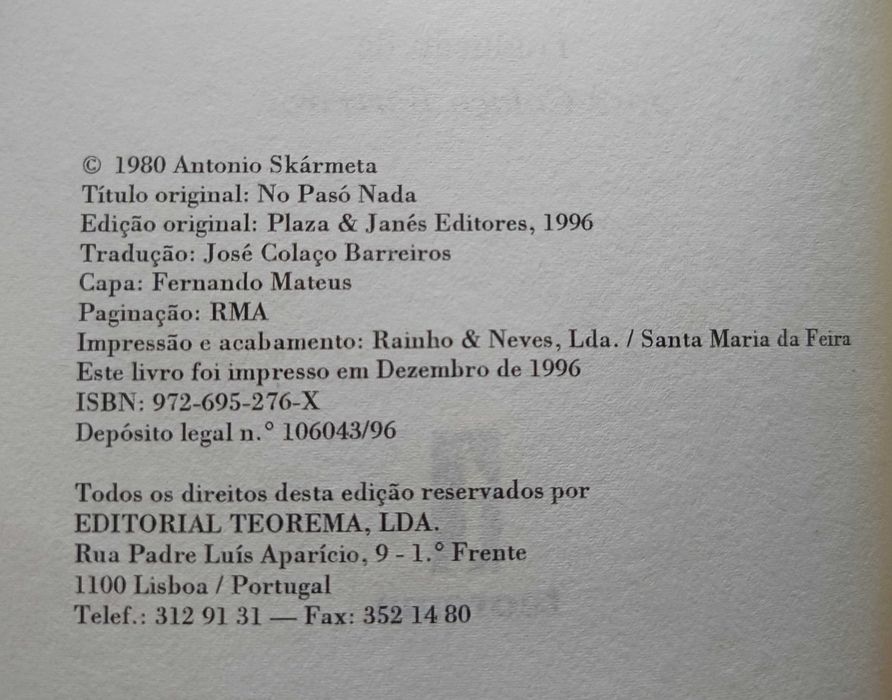 © 1980 Antonio Skármeta
Título original: No Pasó Nada
Edição original: Plaza & Janés Editores, 1996
Tradução: José Colaço Barreiros
Capa: Fernando Mateus
Paginação: RMA
Impressão e acabamento: Rainho & Neves, Lda. / Santa Maria da Feira
Este livro foi impresso em Dezembro de 1996
ISBN: 972-695-276-X
Depósito legal n.° 106043/96
Todos os direitos desta edição reservados por
EDITORIAL TEOREMA, LDA.
Rua Padre Luís Aparício, 9 - 1.° Frente
1100 Lisboa / Portugal
Telef.: 312 91 31 — Fax: 352 14 80